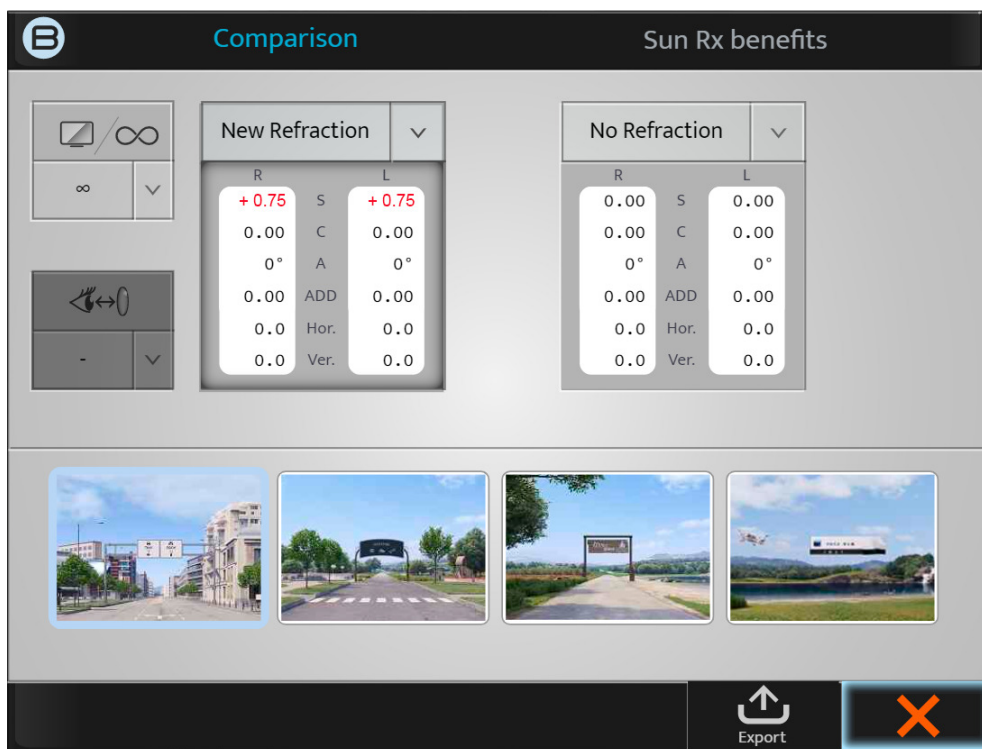 B Comparison Sun Rx benefits
/∞
∞
-
New Refraction
R L
+ 0.75 S + 0.75
0.00 C 0.00
0° A 0°
0.00 ADD 0.00
0.0 Hor. 0.0
0.0 Ver. 0.0
No Refraction
R L
0.00 S 0.00
0.00 C 0.00
0° A 0°
0.00 ADD 0.00
0.0 Hor. 0.0
0.0 Ver. 0.0
Export